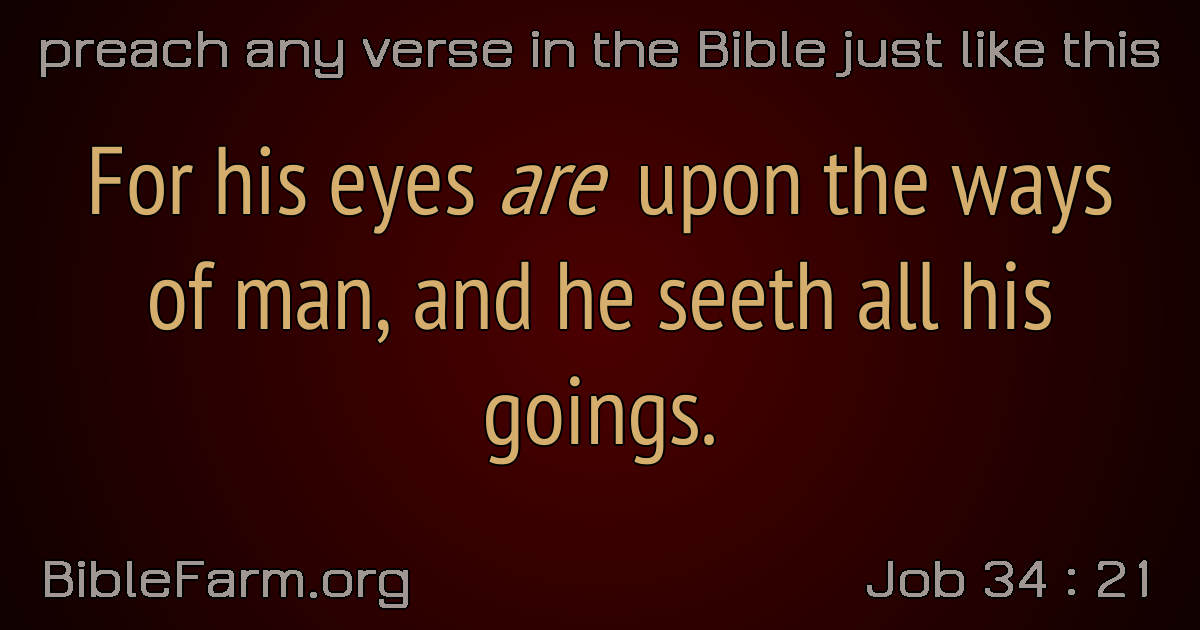 preach any verse in the Bible just like this
For his eyes are upon the ways
of man, and he seeth all his
goings.
BibleFarm.org
Job 34 : 21